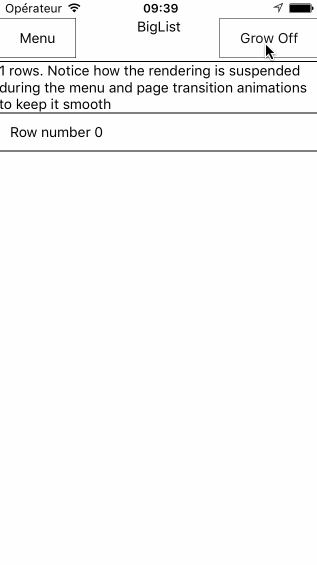 Opérateur 09:39
BigList
Menu Grow Off
1 rows. Notice how the rendering is suspended
during the menu and page transition animations
to keep it smooth
Row number 0